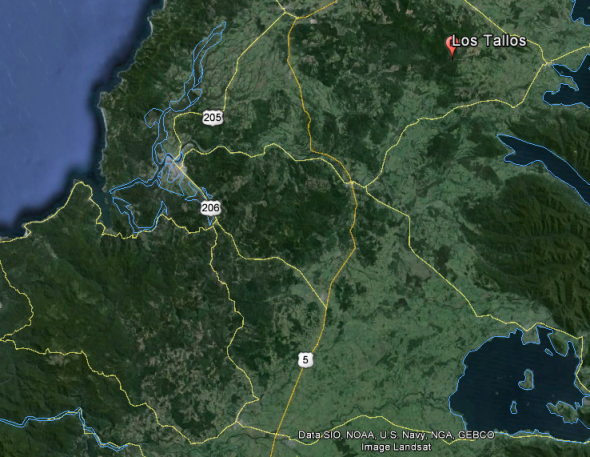 Los Tallos
205
206
5
Data SIO, NOAA, U.S. Navy, NGA, GEBCO
Image Landsat